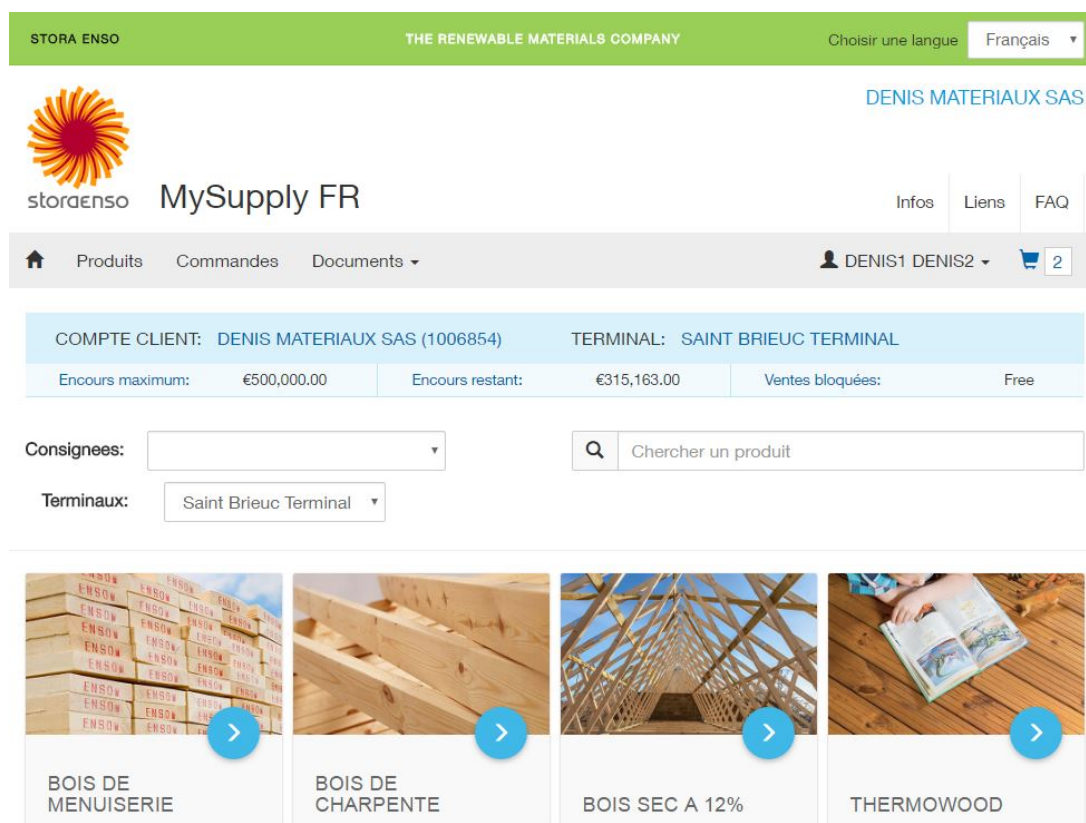 STORA ENSO
THE RENEWABLE MATERIALS COMPANY
Choisir une langue
Français
DENIS MATERIAUX SAS
storaenso
MySupply FR
Infos
Liens
FAQ
Produits
Commandes
Documents
DENIS1 DENIS2
2
COMPTE CLIENT: DENIS MATERIAUX SAS (1006854)
TERMINAL: SAINT BRIEUC TERMINAL
Encours maximum: €500,000.00
Encours restant: €315,163.00
Ventes bloquées: Free
Consignees:
Chercher un produit
Terminaux: Saint Brieuc Terminal
BOIS DE
MENUISERIE
BOIS DE
CHARPENTE
BOIS SEC A 12%
THERMOWOOD